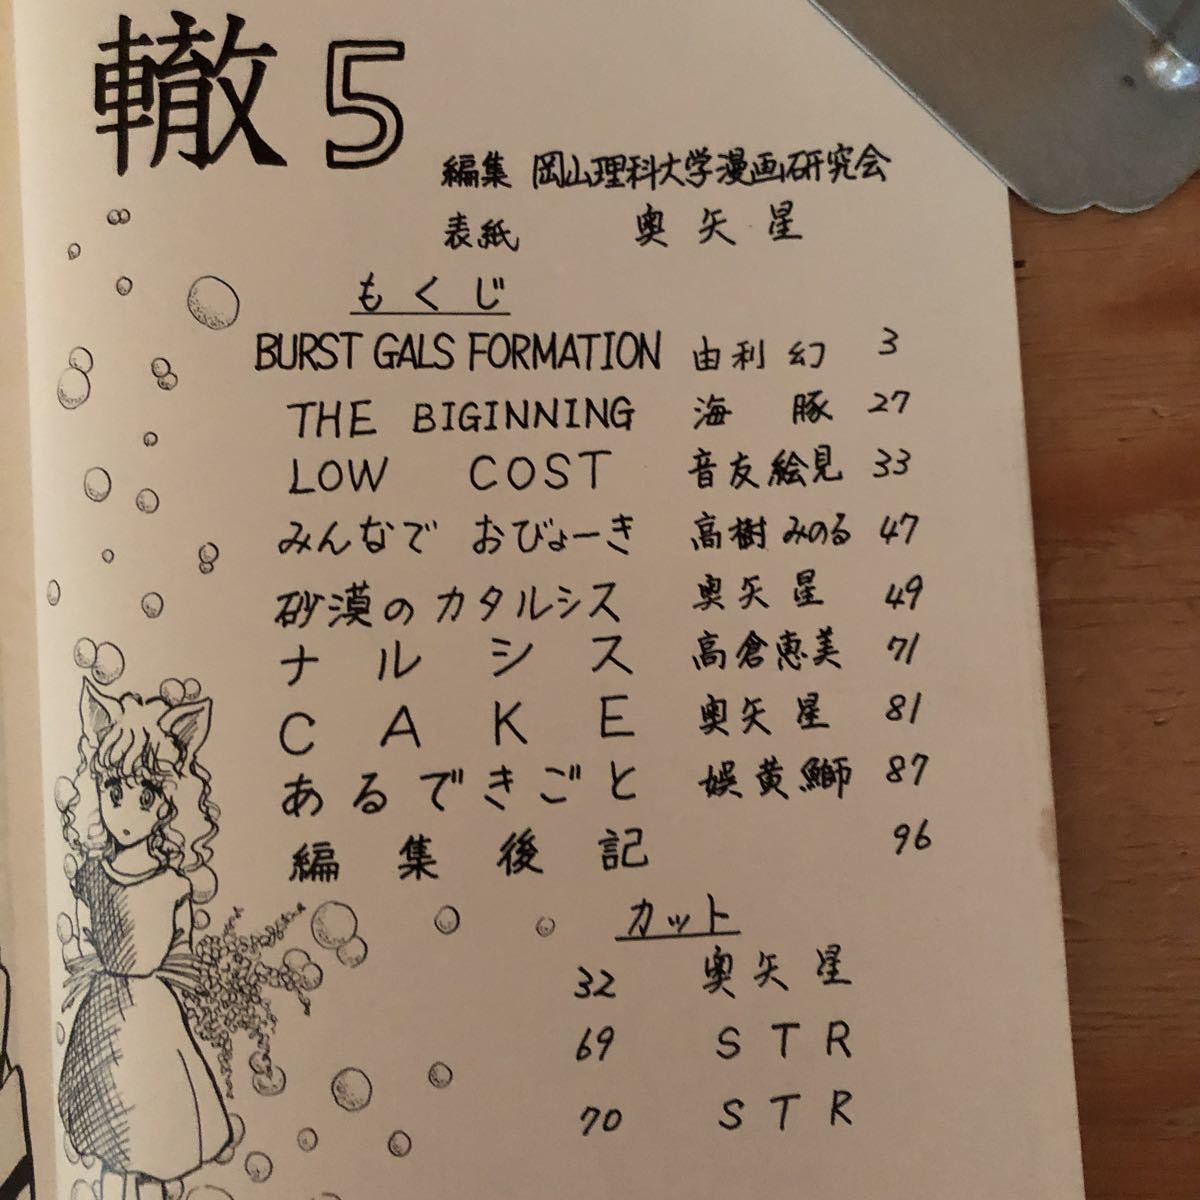 轍5
編集 岡山理科大学漫画研究会
表紙 奥矢星
もくじ
BURST GALS FORMATION 由利幻 3
THE BIGINNING 海豚 27
LOW COST 音友絵見 33
みんなで おびょーき 高樹みのる 47
砂漠のカタルシス 奥矢星 49
ナルシス 高倉恵美 71
CAKE 奥矢星 81
あるできごと 娯黄鰤 87
編集後記 96
カット
32 奥矢星
69 STR
70 STR